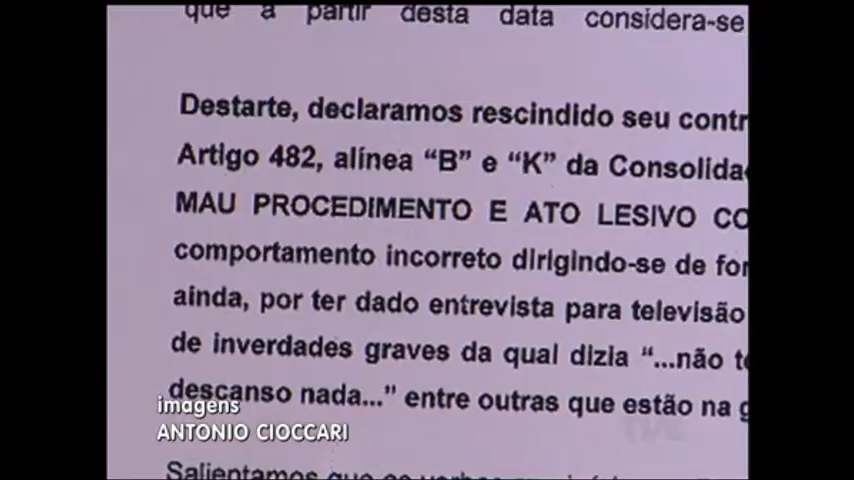 que a partir desta data considera-se
Destarte, declaramos rescindido seu contr
Artigo 482, alínea “B” e “K” da Consolida
MAU PROCEDIMENTO E ATO LESIVO CO
comportamento incorreto dirigindo-se de for
ainda, por ter dado entrevista para televisão
de inverdades graves da qual dizia “...não t
descanso nada...” entre outras que estão na g
imagens
ANTONIO CIOCCARI
Salientamos que